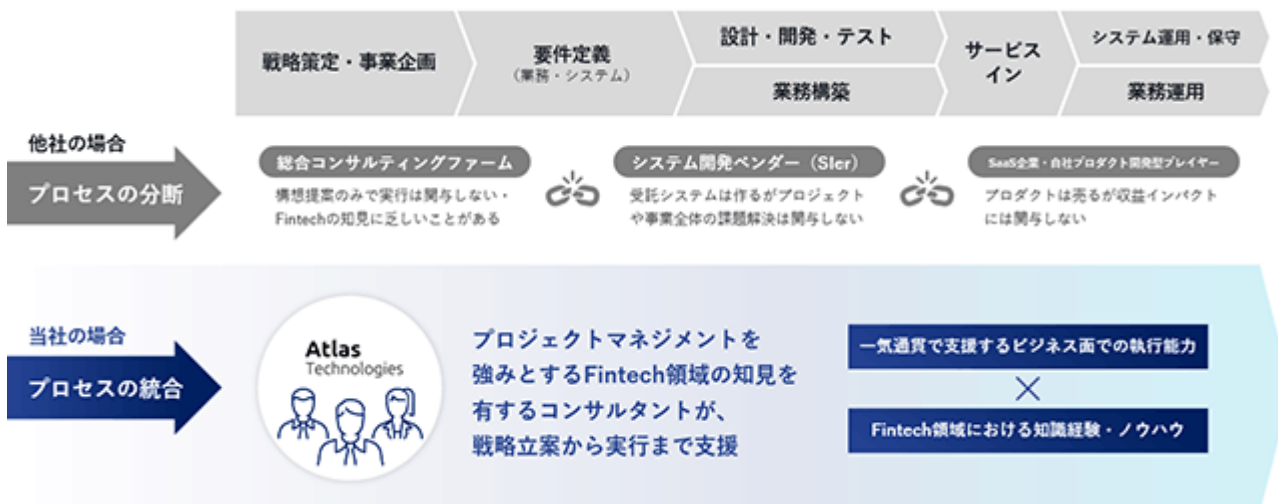 戦略策定・事業企画
要件定義
（業務・システム）
設計・開発・テスト
業務構築
サービス
イン
システム運用・保守
業務運用
他社の場合
プロセスの分断
総合コンサルティングファーム
構想提案のみで実行は関与しない・
Fintechの知見に乏しいことがある
システム開発ベンダー（SIer）
受託システムは作るがプロジェクト
や事業全体の課題解決は関与しない
SaaS企業・自社プロダクト開発型プレイヤー
プロダクトは売るが収益インパクト
には関与しない
当社の場合
プロセスの統合
Atlas
Technologies
プロジェクトマネジメントを
強みとするFintech領域の知見を
有するコンサルタントが、
戦略立案から実行まで支援
一気通貫で支援するビジネス面での執行能力
×
Fintech領域における知識経験・ノウハウ